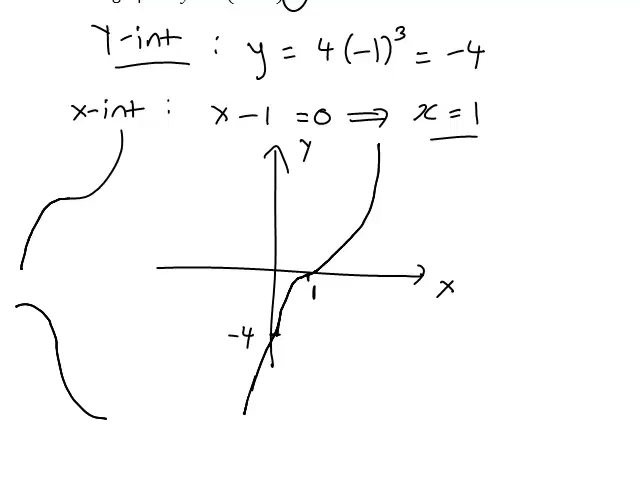 Y-int : y = 4(-1)³ = -4
x-int : x - 1 = 0 ⟹ x = 1
y
x
1
-4